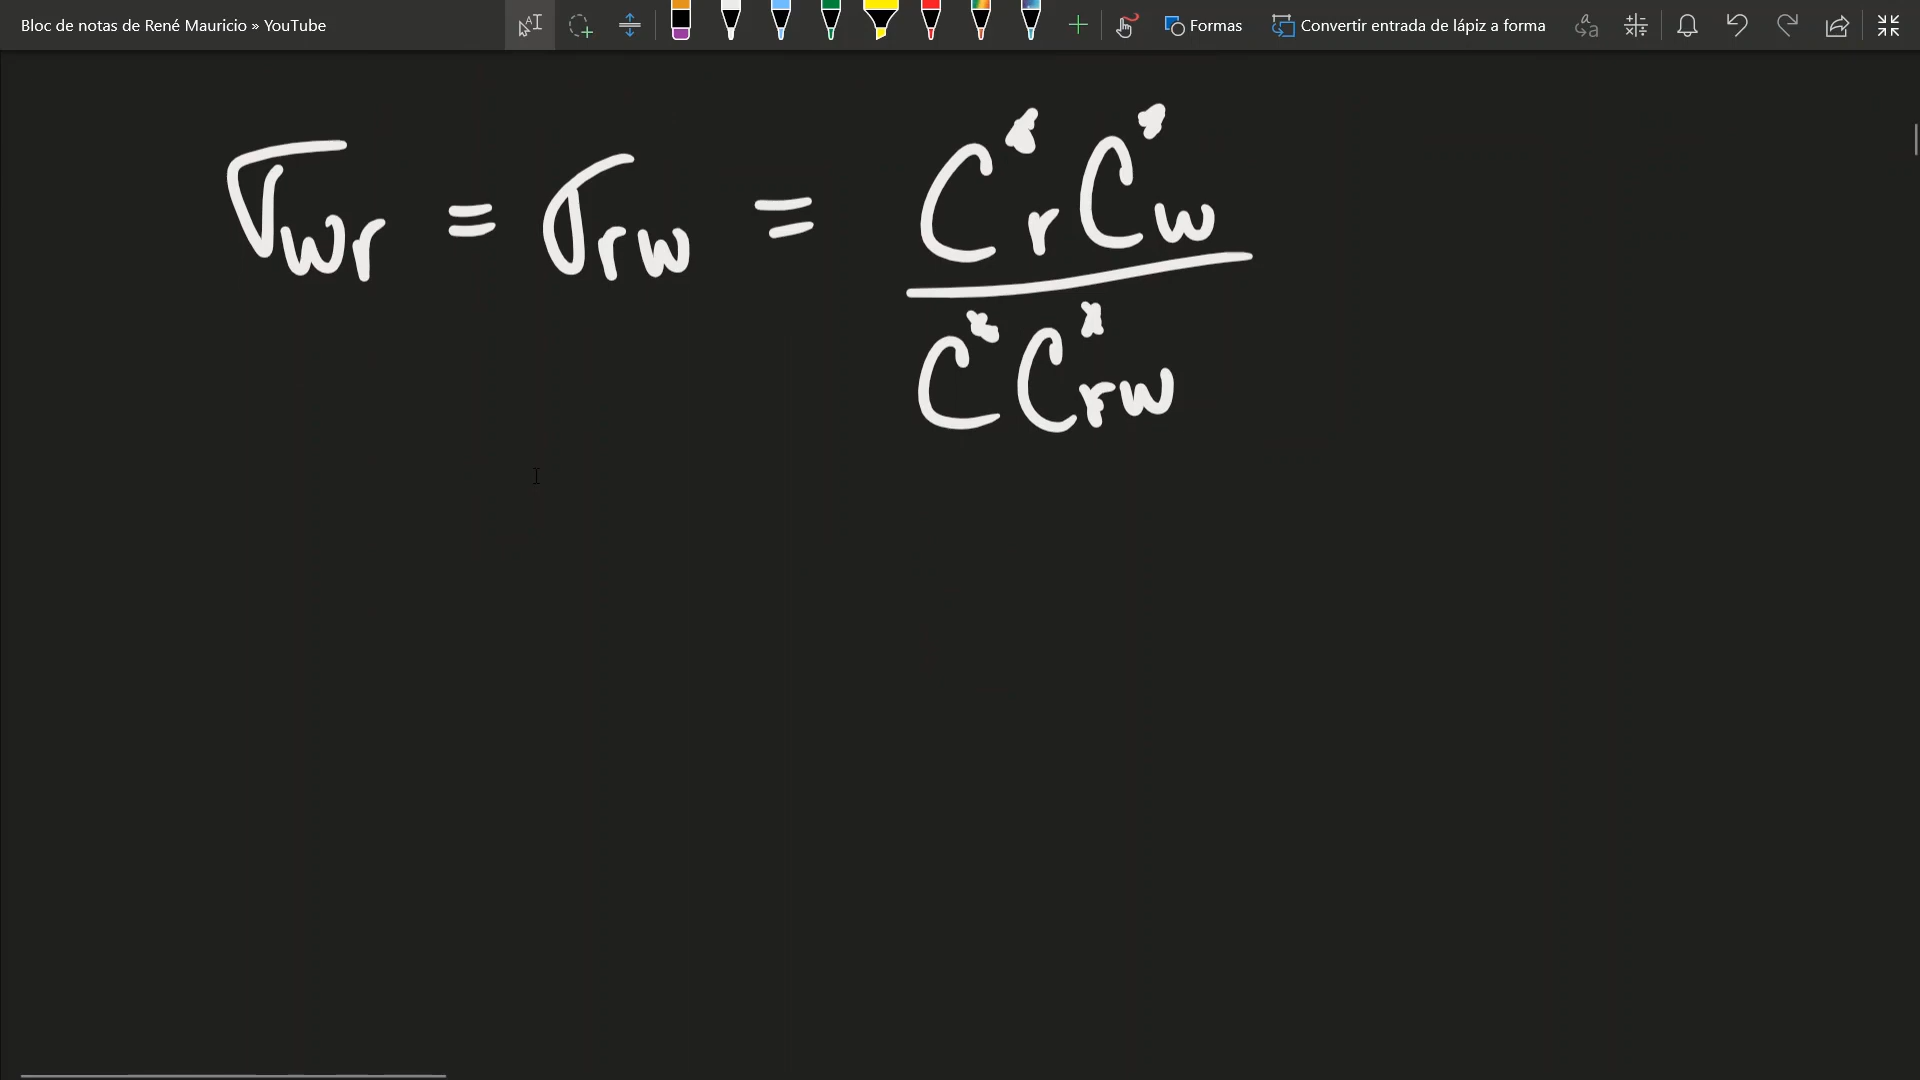 Bloc de notas de René Mauricio » YouTube
Formas
Convertir entrada de lápiz a forma
σwr = σrw = C*r C*w
C* C*rw